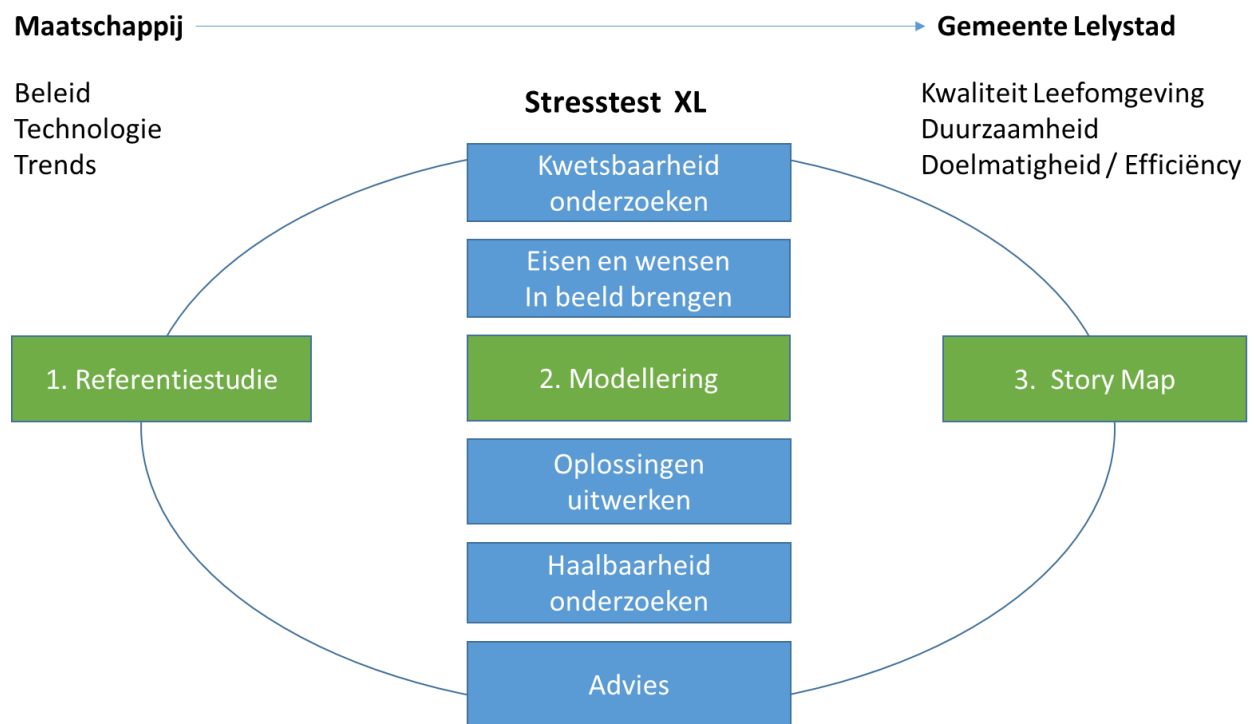 Maatschappij
Gemeente Lelystad
Beleid
Technologie
Trends
Kwaliteit Leefomgeving
Duurzaamheid
Doelmatigheid / Efficiëncy
Stresstest XL
Kwetsbaarheid
onderzoeken
Eisen en wensen
In beeld brengen
1. Referentiestudie
2. Modellering
3. Story Map
Oplossingen
uitwerken
Haalbaarheid
onderzoeken
Advies